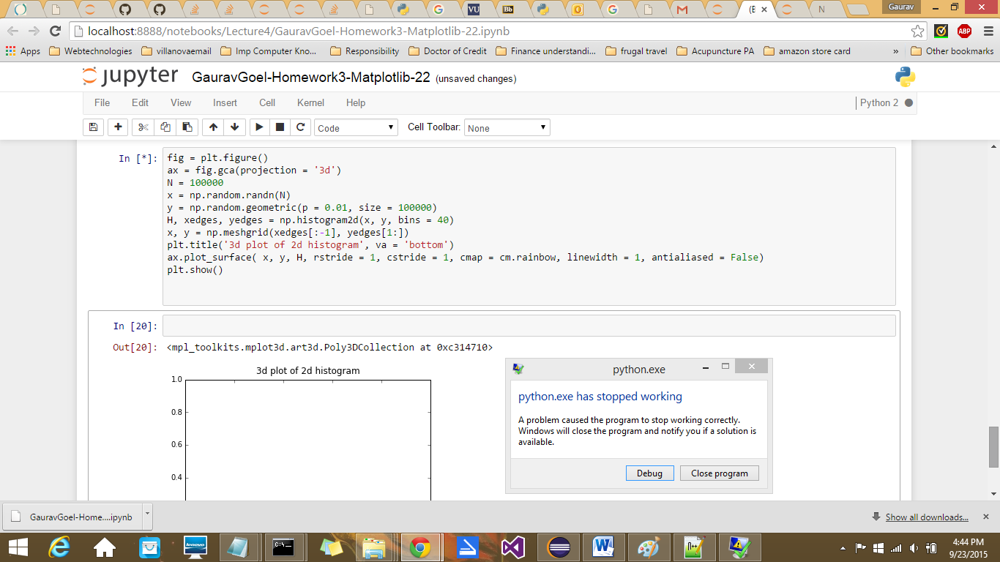 Gaurav
VU
Bb
(E
N
localhost:8888/notebooks/Lecture4/GauravGoel-Homework3-Matplotlib-22.ipynb
ABP
Apps Webtechnologies villanovaemail Imp Computer Kno... Responsibility Doctor of Credit Finance understandi... frugal travel Acupuncture PA amazon store card » Other bookmarks
jupyter GauravGoel-Homework3-Matplotlib-22 (unsaved changes)
File Edit View Insert Cell Kernel Help Python 2
Code Cell Toolbar: None
In [*]: fig = plt.figure()
ax = fig.gca(projection = '3d')
N = 100000
x = np.random.randn(N)
y = np.random.geometric(p = 0.01, size = 100000)
H, xedges, yedges = np.histogram2d(x, y, bins = 40)
x, y = np.meshgrid(xedges[:-1], yedges[1:])
plt.title('3d plot of 2d histogram', va = 'bottom')
ax.plot_surface( x, y, H, rstride = 1, cstride = 1, cmap = cm.rainbow, linewidth = 1, antialiased = False)
plt.show()
In [20]:
Out[20]: <mpl_toolkits.mplot3d.art3d.Poly3DCollection at 0xc314710>
3d plot of 2d histogram
1.0
0.8
0.6
0.4
python.exe
python.exe has stopped working
A problem caused the program to stop working correctly.
Windows will close the program and notify you if a solution is
available.
Debug Close program
GauravGoel-Home....ipynb Show all downloads...
lenovo
C:\
4:44 PM
9/23/2015